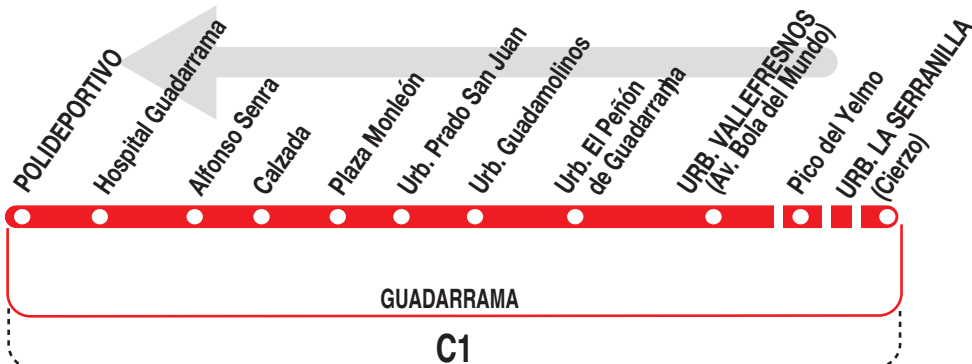 POLIDEPORTIVO
Hospital Guadarrama
Alfonso Senra
Calzada
Plaza Monleón
Urb. Prado San Juan
Urb. Guadamolinos
Urb. El Peñón
de Guadarrama
URB. VALLEFRESNOS
(Av. Bola del Mundo)
Pico del Yelmo
URB. LA SERRANILLA
(Cierzo)
GUADARRAMA
C1